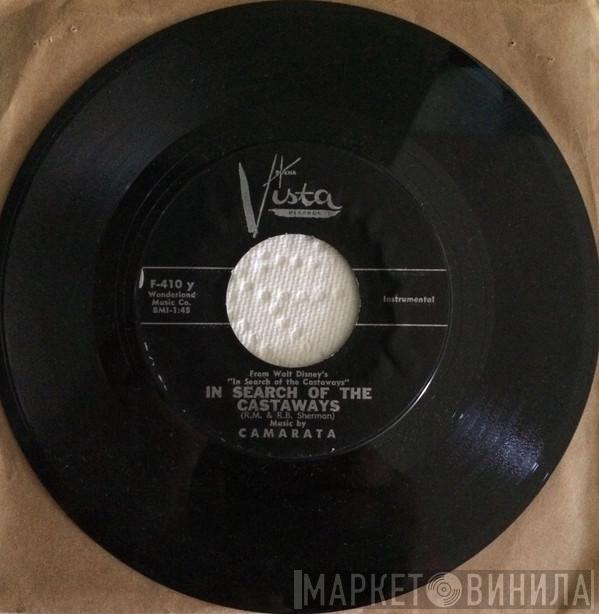 BUENA
Vista
RECORDS
F-410 y
Wonderland
Music Co.
BMI-1:45
Instrumental
From Walt Disney's
"In Search of the Castaways"
IN SEARCH OF THE
CASTAWAYS
(R.M. & R.B. Sherman)
Music by
CAMARATA
МАРКЕТ ВИНИЛА